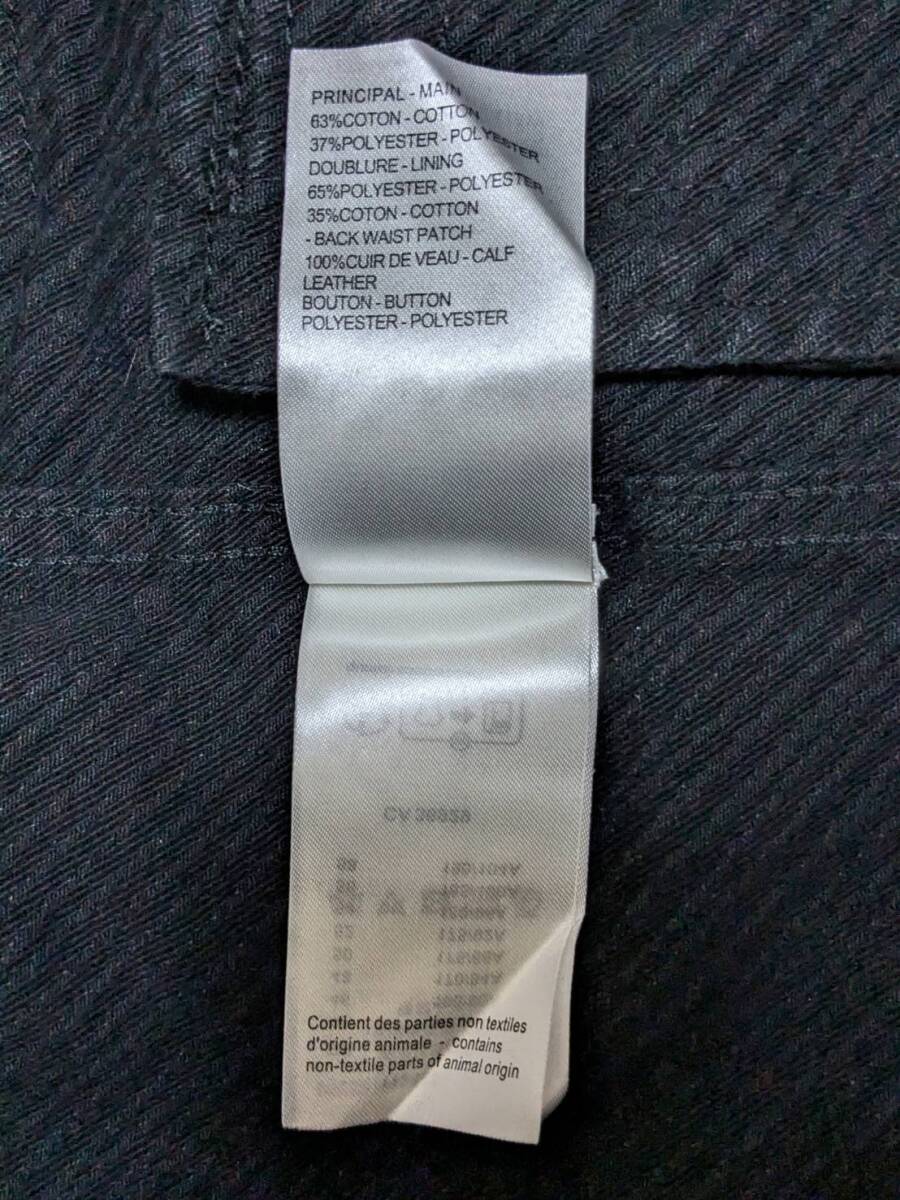 PRINCIPAL - MAIN
63%COTON - COTTON
37%POLYESTER - POLYESTER
DOUBLURE - LINING
65%POLYESTER - POLYESTER
35%COTON - COTTON
- BACK WAIST PATCH
100%CUIR DE VEAU - CALF
LEATHER
BOUTON - BUTTON
POLYESTER - POLYESTER
Contient des parties non textiles
d'origine animale - contains
non-textile parts of animal origin